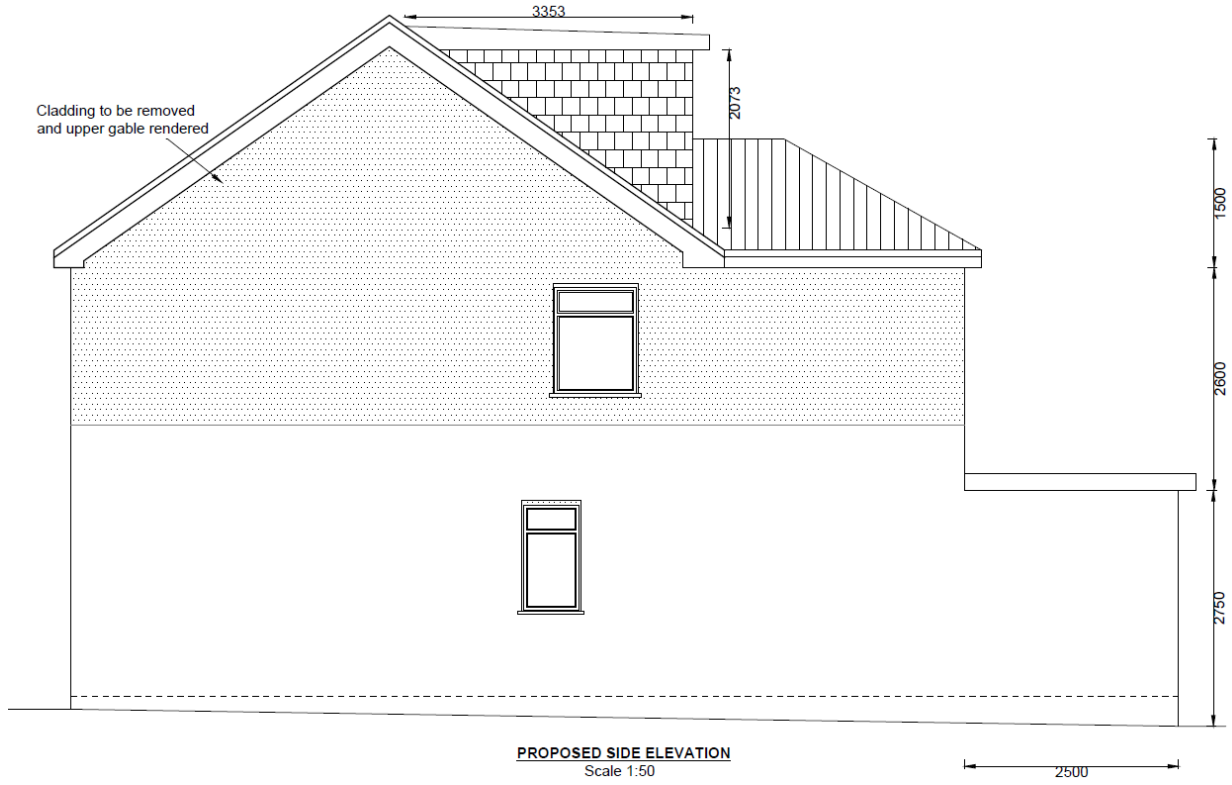 3353
Cladding to be removed
and upper gable rendered
2073
1500
2600
2750
PROPOSED SIDE ELEVATION
Scale 1:50
2500